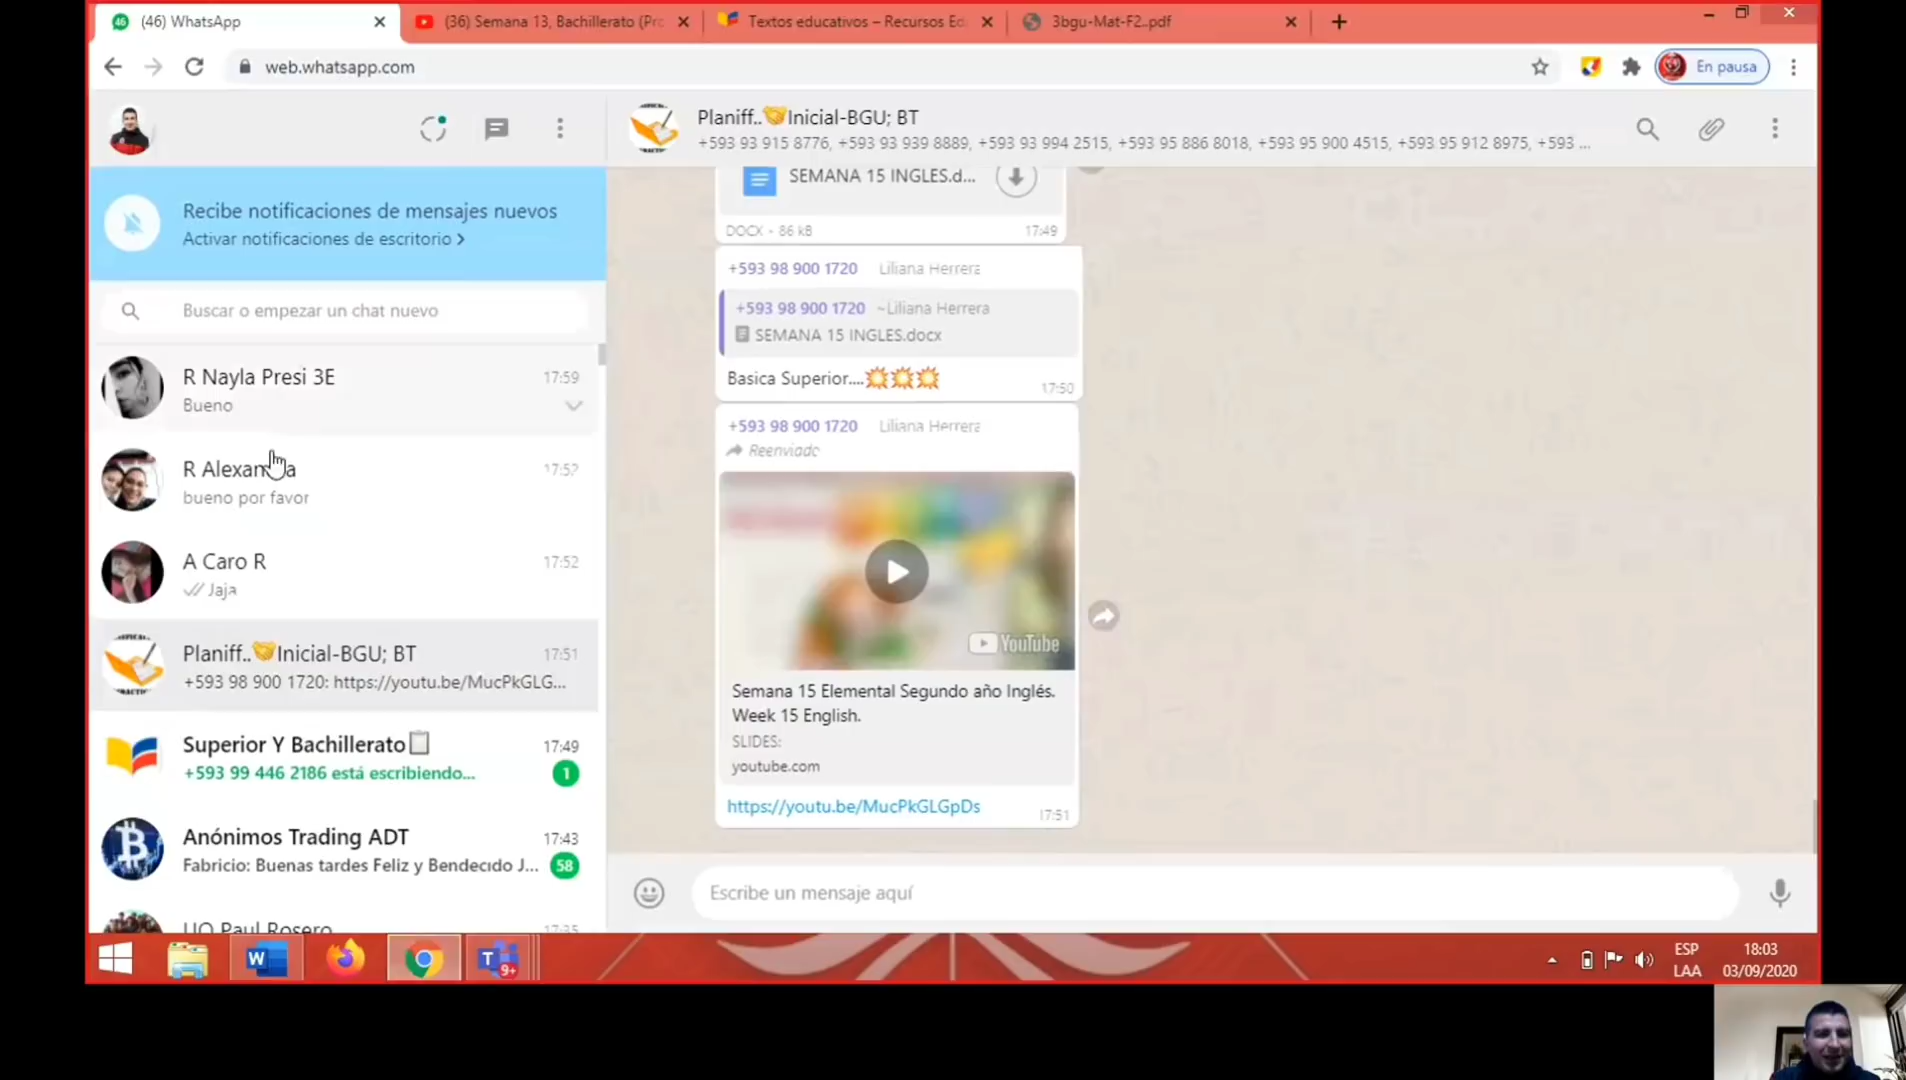 (46) WhatsApp
(36) Semana 13, Bachillerato (Pro
Textos educativos – Recursos Ed
3bgu-Mat-F2..pdf
web.whatsapp.com
En pausa
Planiff..🤝Inicial-BGU; BT
+593 93 915 8776, +593 93 939 8889, +593 93 994 2515, +593 95 886 8018, +593 95 900 4515, +593 95 912 8975, +593 ...
Recibe notificaciones de mensajes nuevos
Activar notificaciones de escritorio >
Buscar o empezar un chat nuevo
R Nayla Presi 3E
17:59
Bueno
R Alexan
17:52
bueno por favor
A Caro R
17:52
Jaja
Planiff..🤝Inicial-BGU; BT
17:51
+593 98 900 1720: https://youtu.be/MucPkGLG...
Superior Y Bachillerato📋
17:49
+593 99 446 2186 está escribiendo...
1
Anónimos Trading ADT
17:43
Fabricio: Buenas tardes Feliz y Bendecido J...
58
UO Paul Rosero
17:35
SEMANA 15 INGLES.d...
DOCX • 86 kB
17:49
+593 98 900 1720 Liliana Herrera
+593 98 900 1720 ~Liliana Herrera
SEMANA 15 INGLES.docx
Basica Superior....💥💥💥
17:50
+593 98 900 1720 Liliana Herrera
Reenviado
YouTube
Semana 15 Elemental Segundo año Inglés.
Week 15 English.
SLIDES:
youtube.com
https://youtu.be/MucPkGLGpDs
17:51
Escribe un mensaje aquí
9+
ESP
LAA
18:03
03/09/2020